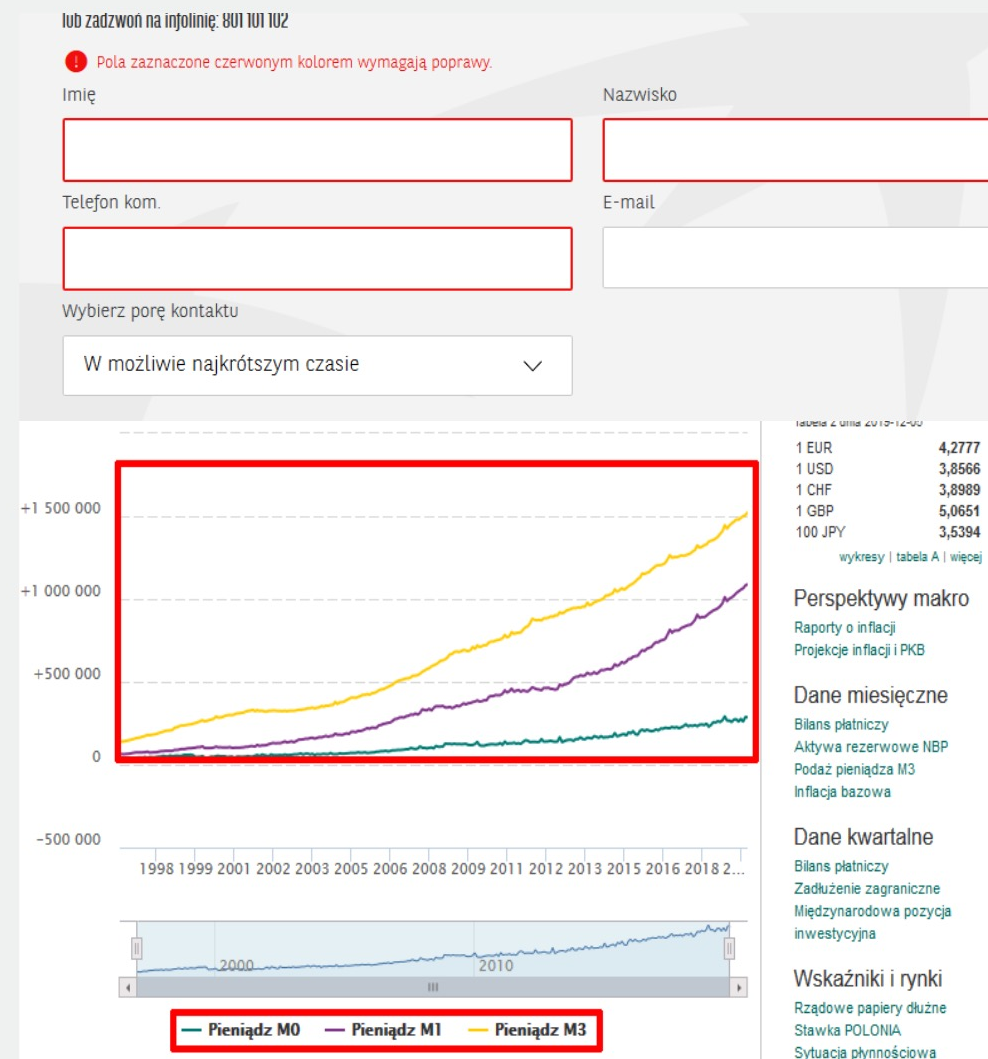 lub zadzwoń na infolinię: 801 101 102
! Pola zaznaczone czerwonym kolorem wymagają poprawy.
Imię
Nazwisko
Telefon kom.
E-mail
Wybierz porę kontaktu
W możliwie najkrótszym czasie
+1 500 000
+1 000 000
+500 000
0
-500 000
1998 1999 2001 2002 2003 2005 2006 2008 2009 2011 2012 2013 2015 2016 2018 2...
2000 2010
Pieniądz M0 Pieniądz M1 Pieniądz M3
Tabela z dnia 2019-12-05
1 EUR 4,2777
1 USD 3,8566
1 CHF 3,8989
1 GBP 5,0651
100 JPY 3,5394
wykresy | tabela A | więcej
Perspektywy makro
Raporty o inflacji
Projekcje inflacji i PKB
Dane miesięczne
Bilans płatniczy
Aktywa rezerwowe NBP
Podaż pieniądza M3
Inflacja bazowa
Dane kwartalne
Bilans płatniczy
Zadłużenie zagraniczne
Międzynarodowa pozycja
inwestycyjna
Wskaźniki i rynki
Rządowe papiery dłużne
Stawka POLONIA
Sytuacja płynnościowa